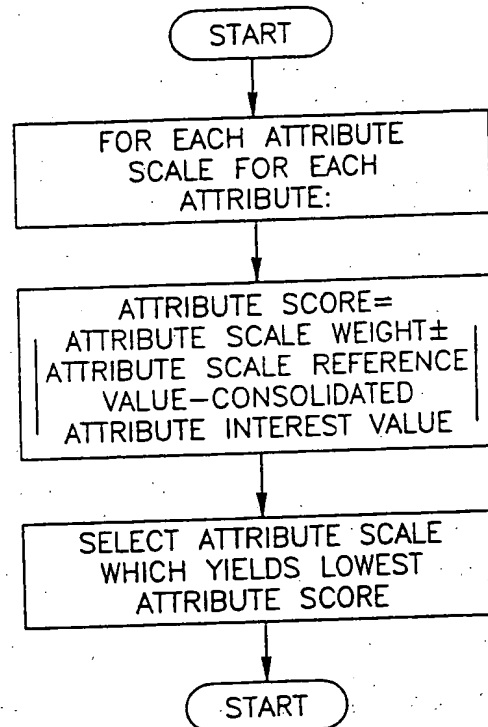 START
FOR EACH ATTRIBUTE
SCALE FOR EACH
ATTRIBUTE:
ATTRIBUTE SCORE=
ATTRIBUTE SCALE WEIGHT±
ATTRIBUTE SCALE REFERENCE
VALUE-CONSOLIDATED
ATTRIBUTE INTEREST VALUE
SELECT ATTRIBUTE SCALE
WHICH YIELDS LOWEST
ATTRIBUTE SCORE
START